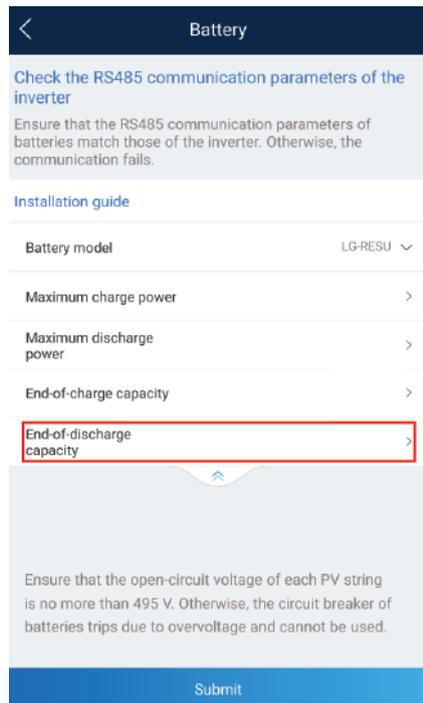 Battery
Check the RS485 communication parameters of the
inverter
Ensure that the RS485 communication parameters of
batteries match those of the inverter. Otherwise, the
communication fails.
Installation guide
Battery model LG-RESU
Maximum charge power
Maximum discharge
power
End-of-charge capacity
End-of-discharge
capacity
Ensure that the open-circuit voltage of each PV string
is no more than 495 V. Otherwise, the circuit breaker of
batteries trips due to overvoltage and cannot be used.
Submit